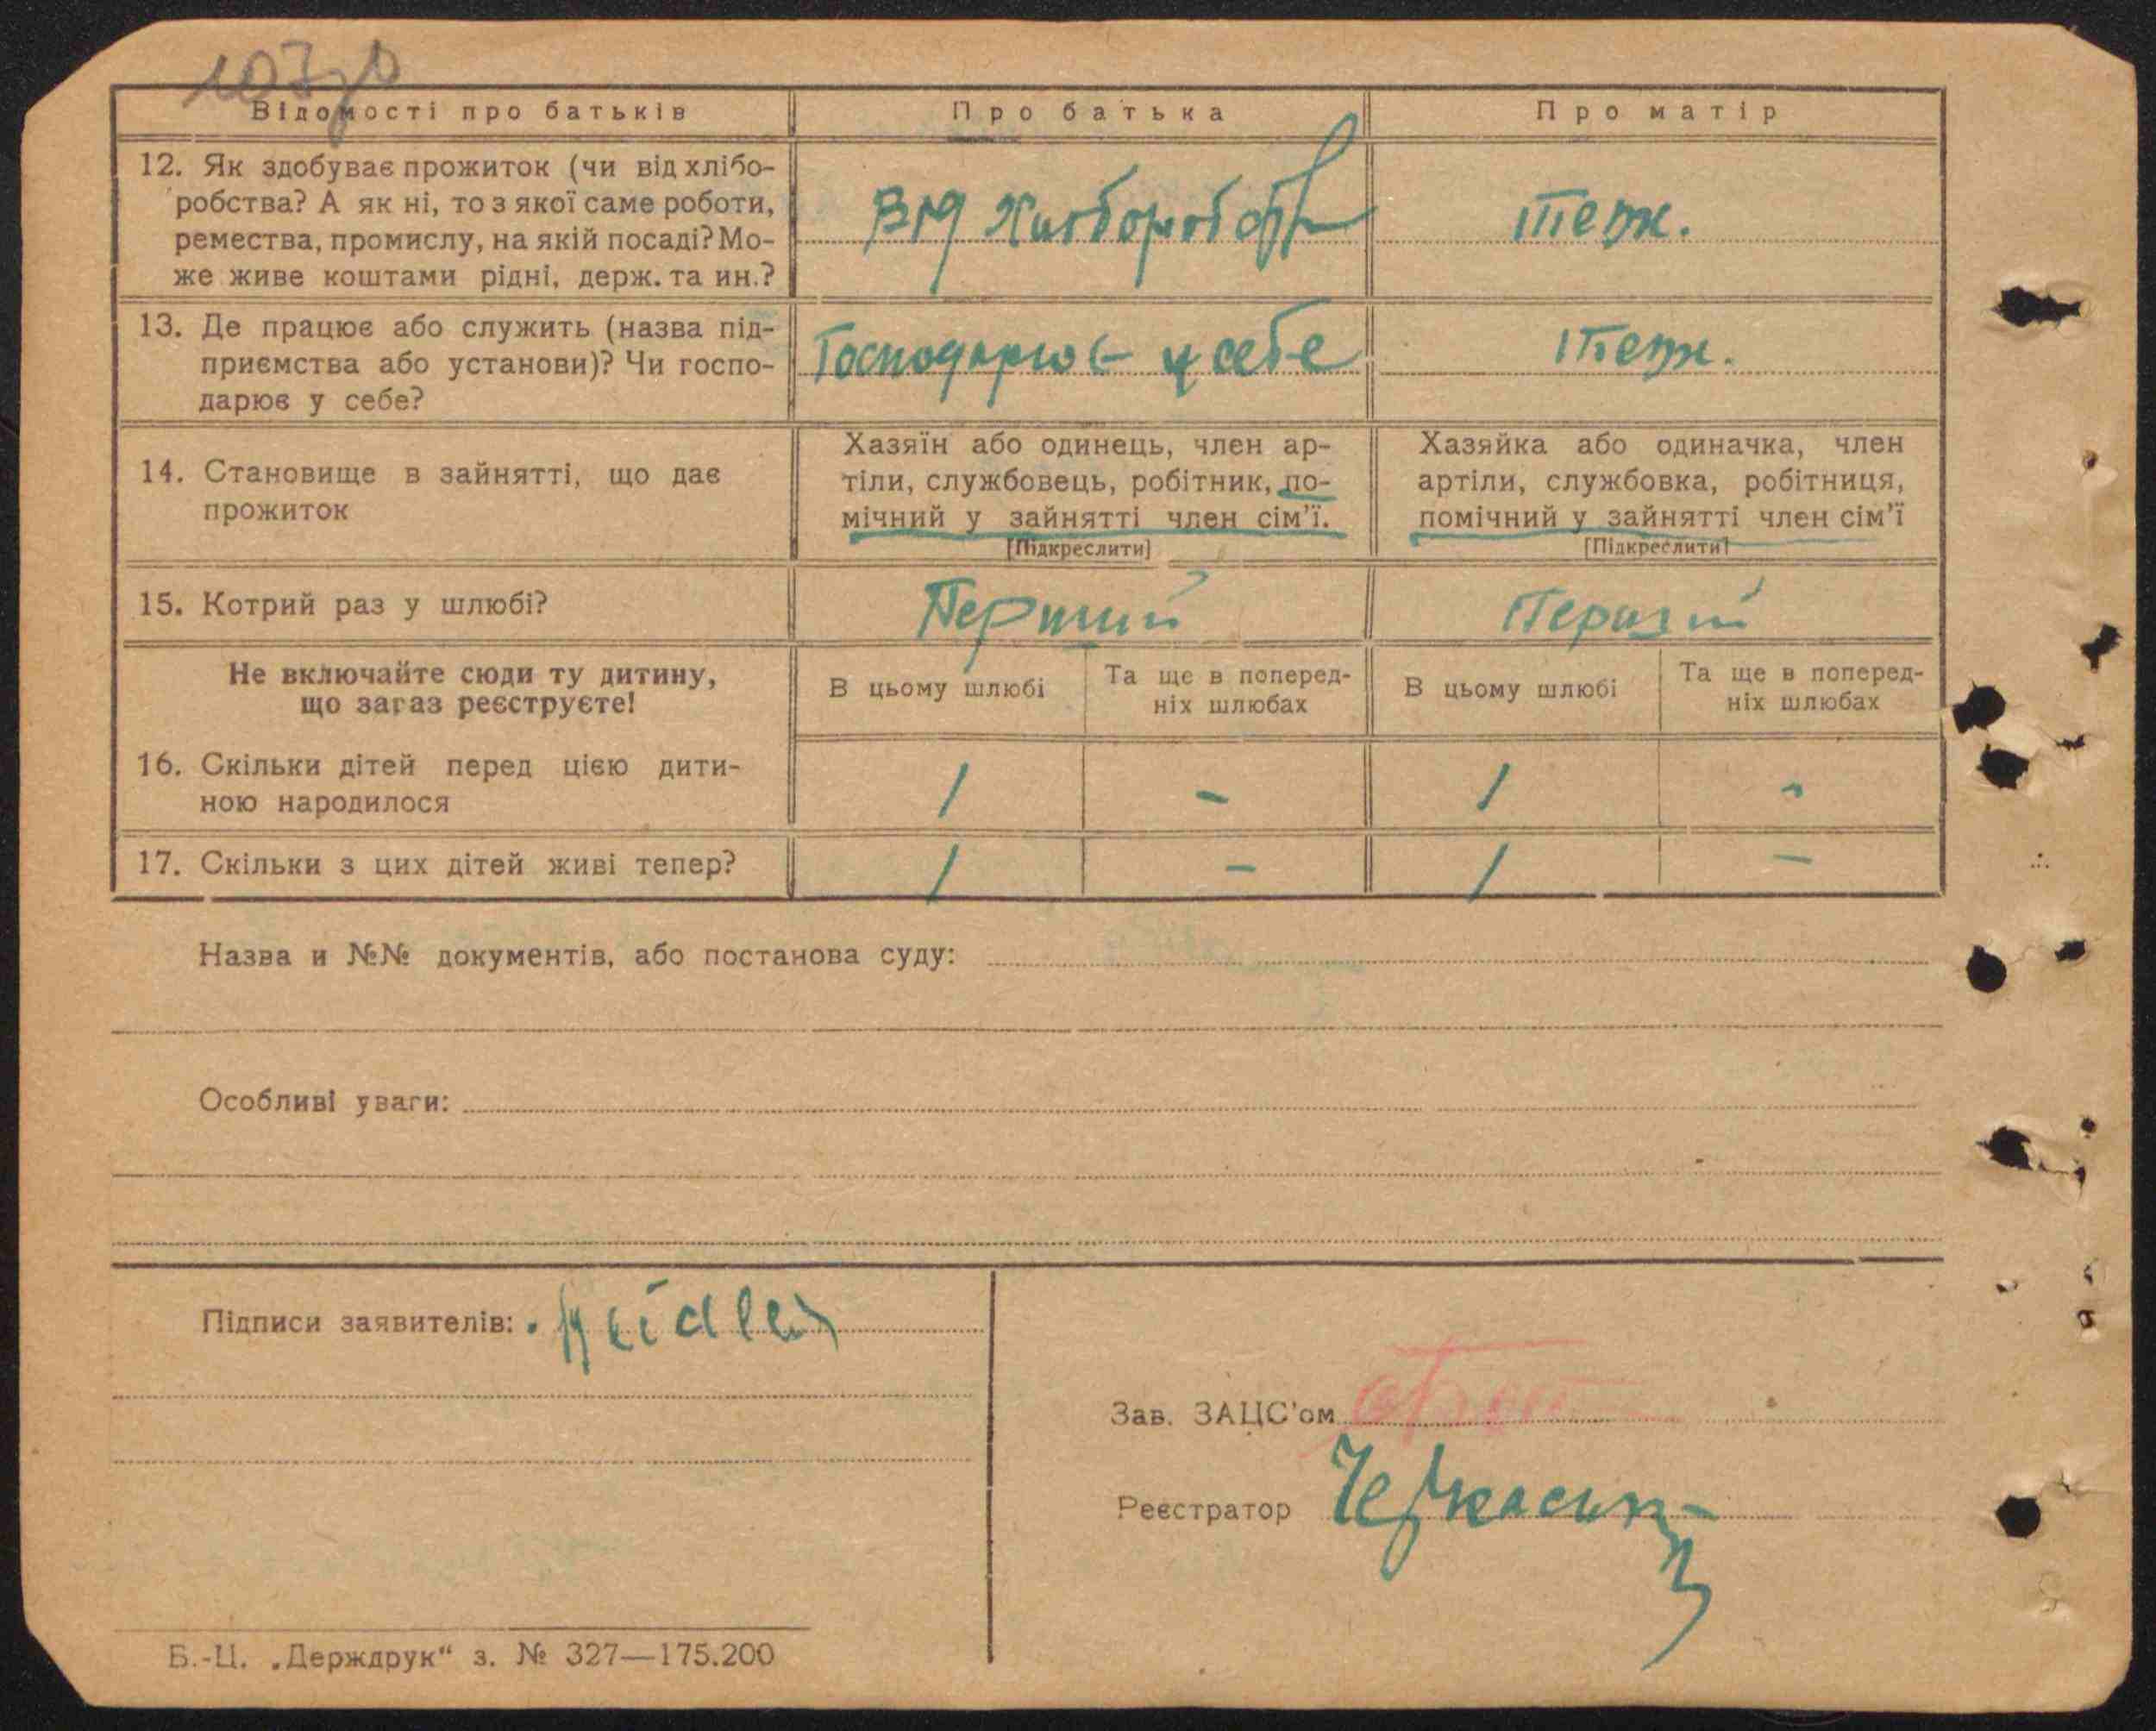 107зв
Відомості про батьків
Про батька
Про матір
12. Як здобуває прожиток (чи від хлібо-
робства? А як ні, то з якої саме роботи,
ремества, промислу, на якій посаді? Мо-
же живе коштами рідні, держ. та ин.?
Від Хліборобств
теж.
13. Де працює або служить (назва під-
приємства або установи)? Чи госпо-
дарює у себе?
Господарює у себе
теж.
14. Становище в зайнятті, що дає
прожиток
Хазяїн або одинець, член ар-
тіли, службовець, робітник, по-
мічний у зайнятті член сім'ї.
[Підкреслити]
Хазяйка або одиначка, член
артіли, службовка, робітниця,
помічний у зайнятті член сім'ї
[Підкреслити]
15. Котрий раз у шлюбі?
Перший
Перший
Не включайте сюди ту дитину,
що зараз реєструєте!
В цьому шлюбі
Та ще в поперед-
ніх шлюбах
В цьому шлюбі
Та ще в поперед-
ніх шлюбах
16. Скільки дітей перед цією дити-
ною народилося
1 - 1 -
17. Скільки з цих дітей живі тепер?
1 - 1 -
Назва и №№ документів, або постанова суду:
Особливі уваги:
Підписи заявителів:
Зав. ЗАЦС'ом
Реєстратор
Б.-Ц. „Держдрук“ з. № 327—175.200